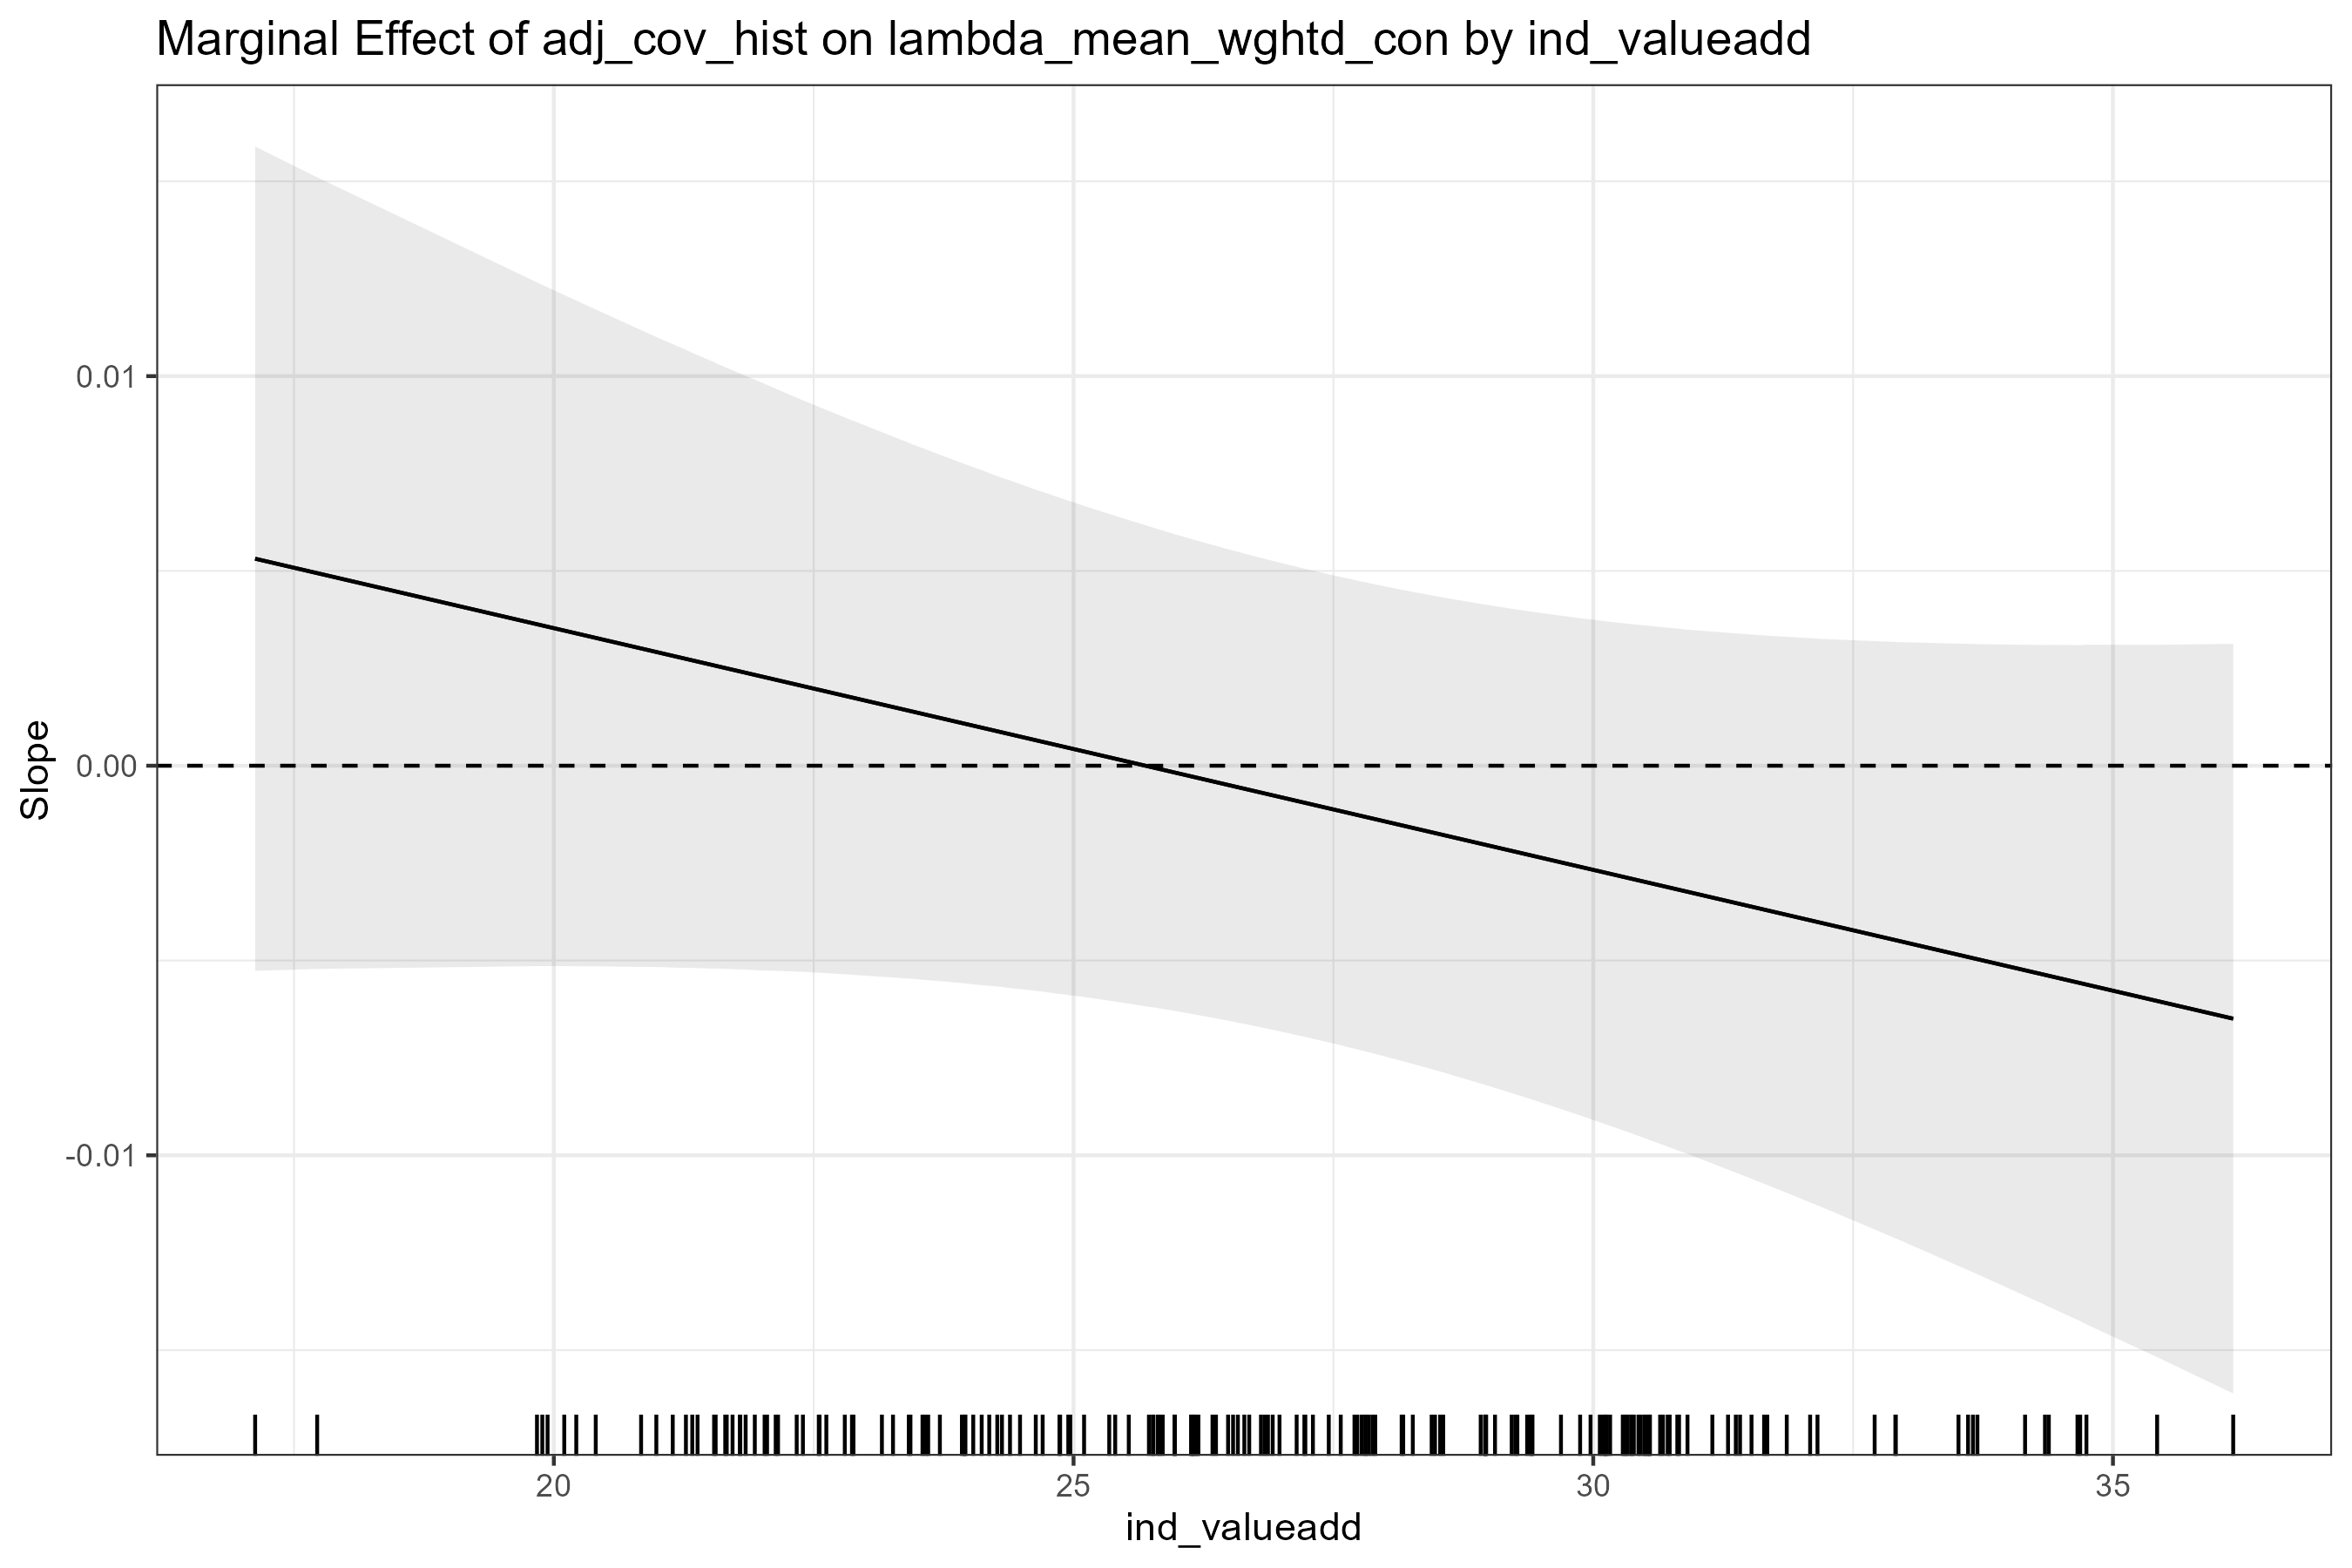 Marginal Effect of adj_cov_hist on lambda_mean_wghtd_con by ind_valueadd
0.01
0.00
-0.01
Slope
20 25 30 35
ind_valueadd